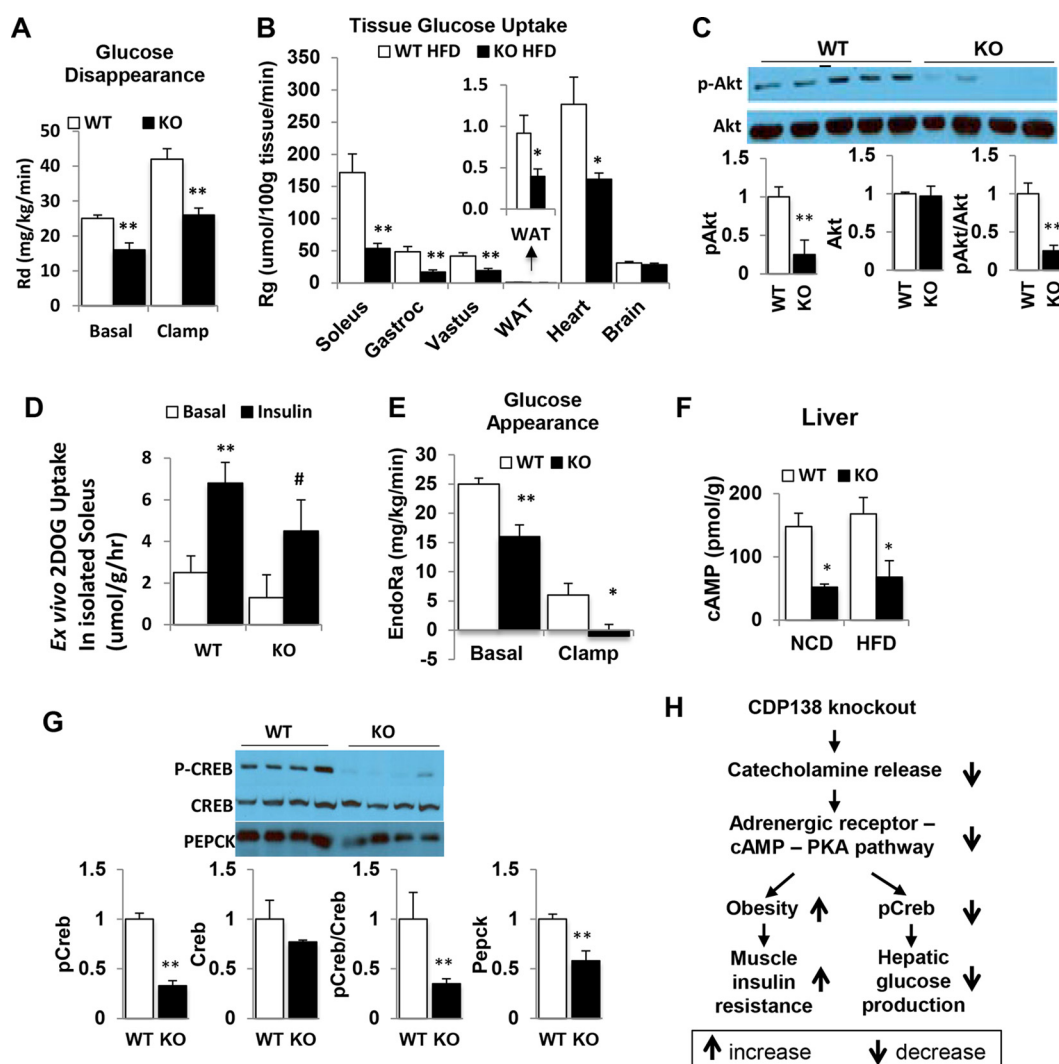 A
Glucose
Disappearance
WT KO
Rd (mg/kg/min)
50
40
30
20
10
0
**
**
Basal Clamp
B
Tissue Glucose Uptake
WT HFD KO HFD
Rg (umol/100g tissue/min)
350
300
250
200
150
100
50
0
1.5
1.0
0.5
0.0
*
WAT
**
**
**
*
Soleus Gastroc Vastus WAT Heart Brain
C
WT KO
p-Akt
Akt
pAkt
1.5
1
0.5
0
**
WT KO
Akt
1.5
1
0.5
0
WT KO
pAkt/Akt
1.5
1
0.5
0
**
WT KO
D
Basal Insulin
Ex vivo 2DOG Uptake
In isolated Soleus
(umol/g/hr)
8
6
4
2
0
**
#
WT KO
E
Glucose
Appearance
WT KO
EndoRa (mg/kg/min)
30
25
20
15
10
5
0
-5
**
*
Basal Clamp
F
Liver
WT KO
cAMP (pmol/g)
200
150
100
50
0
*
*
NCD HFD
G
WT KO
P-CREB
CREB
PEPCK
pCreb
1.5
1
0.5
0
**
WT KO
Creb
1.5
1
0.5
0
WT KO
pCreb/Creb
1.5
1
0.5
0
**
WT KO
Pepck
1.5
1
0.5
0
**
WT KO
H
CDP138 knockout
Catecholamine release
Adrenergic receptor –
cAMP – PKA pathway
Obesity pCreb
Muscle
insulin
resistance
Hepatic
glucose
production
increase decrease